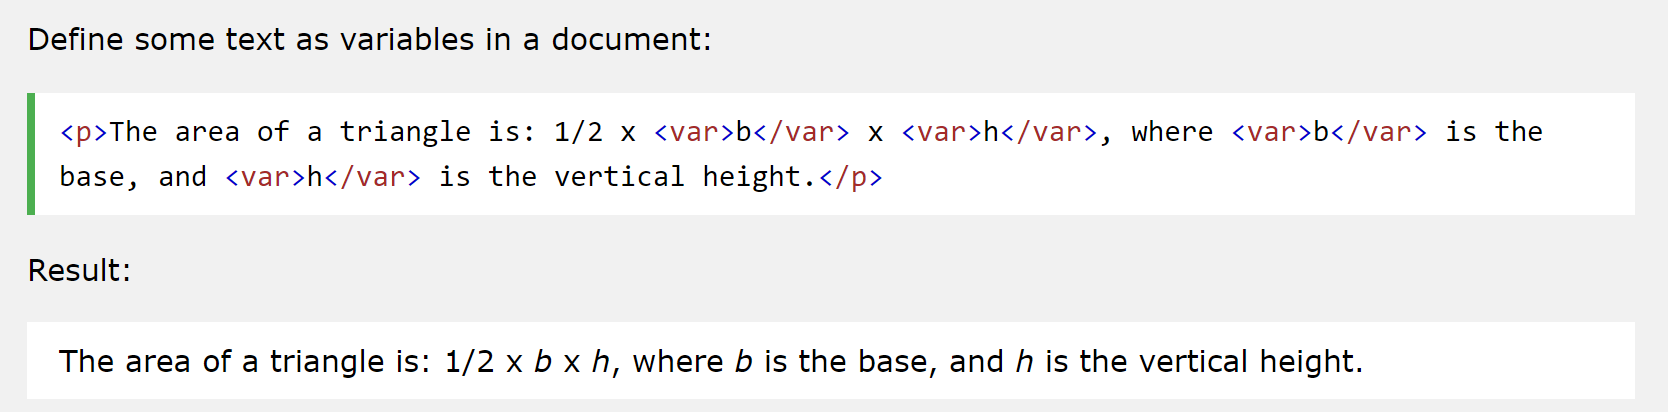 Define some text as variables in a document:
<p>The area of a triangle is: 1/2 x <var>b</var> x <var>h</var>, where <var>b</var> is the
base, and <var>h</var> is the vertical height.</p>
Result:
The area of a triangle is: 1/2 x b x h, where b is the base, and h is the vertical height.